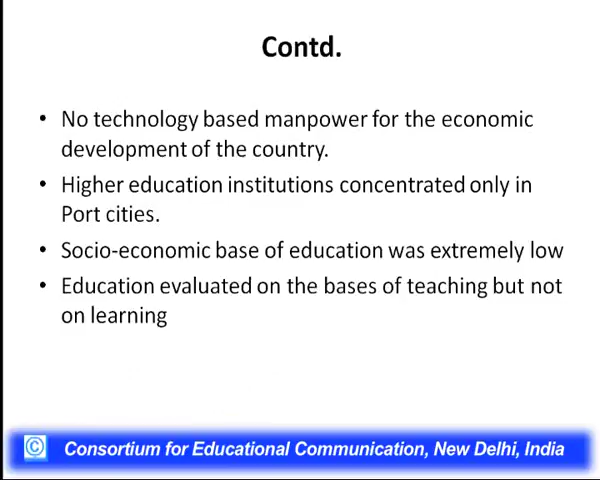 Contd.
• No technology based manpower for the economic
development of the country.
• Higher education institutions concentrated only in
Port cities.
• Socio-economic base of education was extremely low
• Education evaluated on the bases of teaching but not
on learning
© Consortium for Educational Communication, New Delhi, India